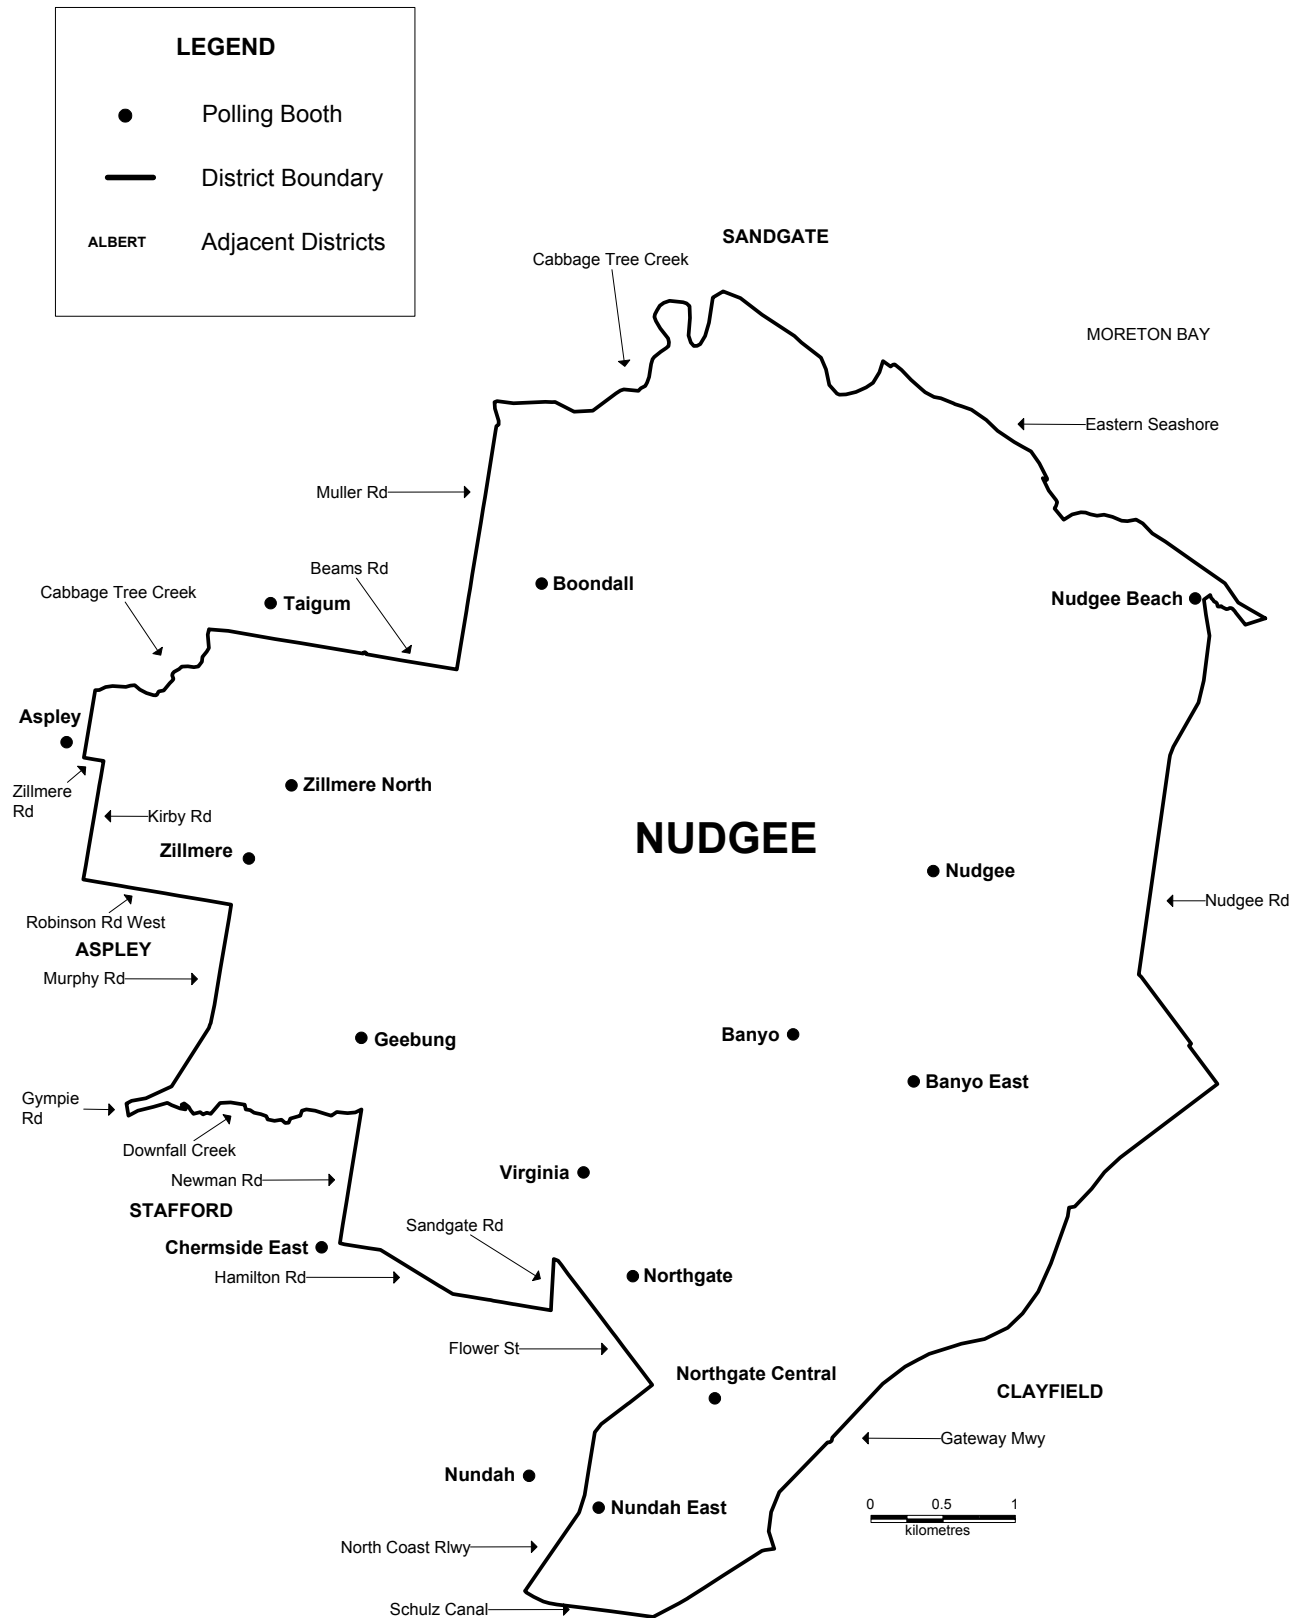 LEGEND
Polling Booth
District Boundary
ALBERT Adjacent Districts
SANDGATE
Cabbage Tree Creek
MORETON BAY
Eastern Seashore
Muller Rd
Beams Rd
Boondall
Cabbage Tree Creek
Taigum
Nudgee Beach
Aspley
Zillmere
Rd
Zillmere North
Kirby Rd
NUDGEE
Zillmere
Nudgee
Nudgee Rd
Robinson Rd West
ASPLEY
Murphy Rd
Geebung
Banyo
Banyo East
Gympie
Rd
Downfall Creek
Newman Rd
Virginia
STAFFORD
Sandgate Rd
Chermside East
Hamilton Rd
Northgate
Flower St
Northgate Central
CLAYFIELD
Gateway Mwy
Nundah
Nundah East
0 0.5 1
kilometres
North Coast Rlwy
Schulz Canal